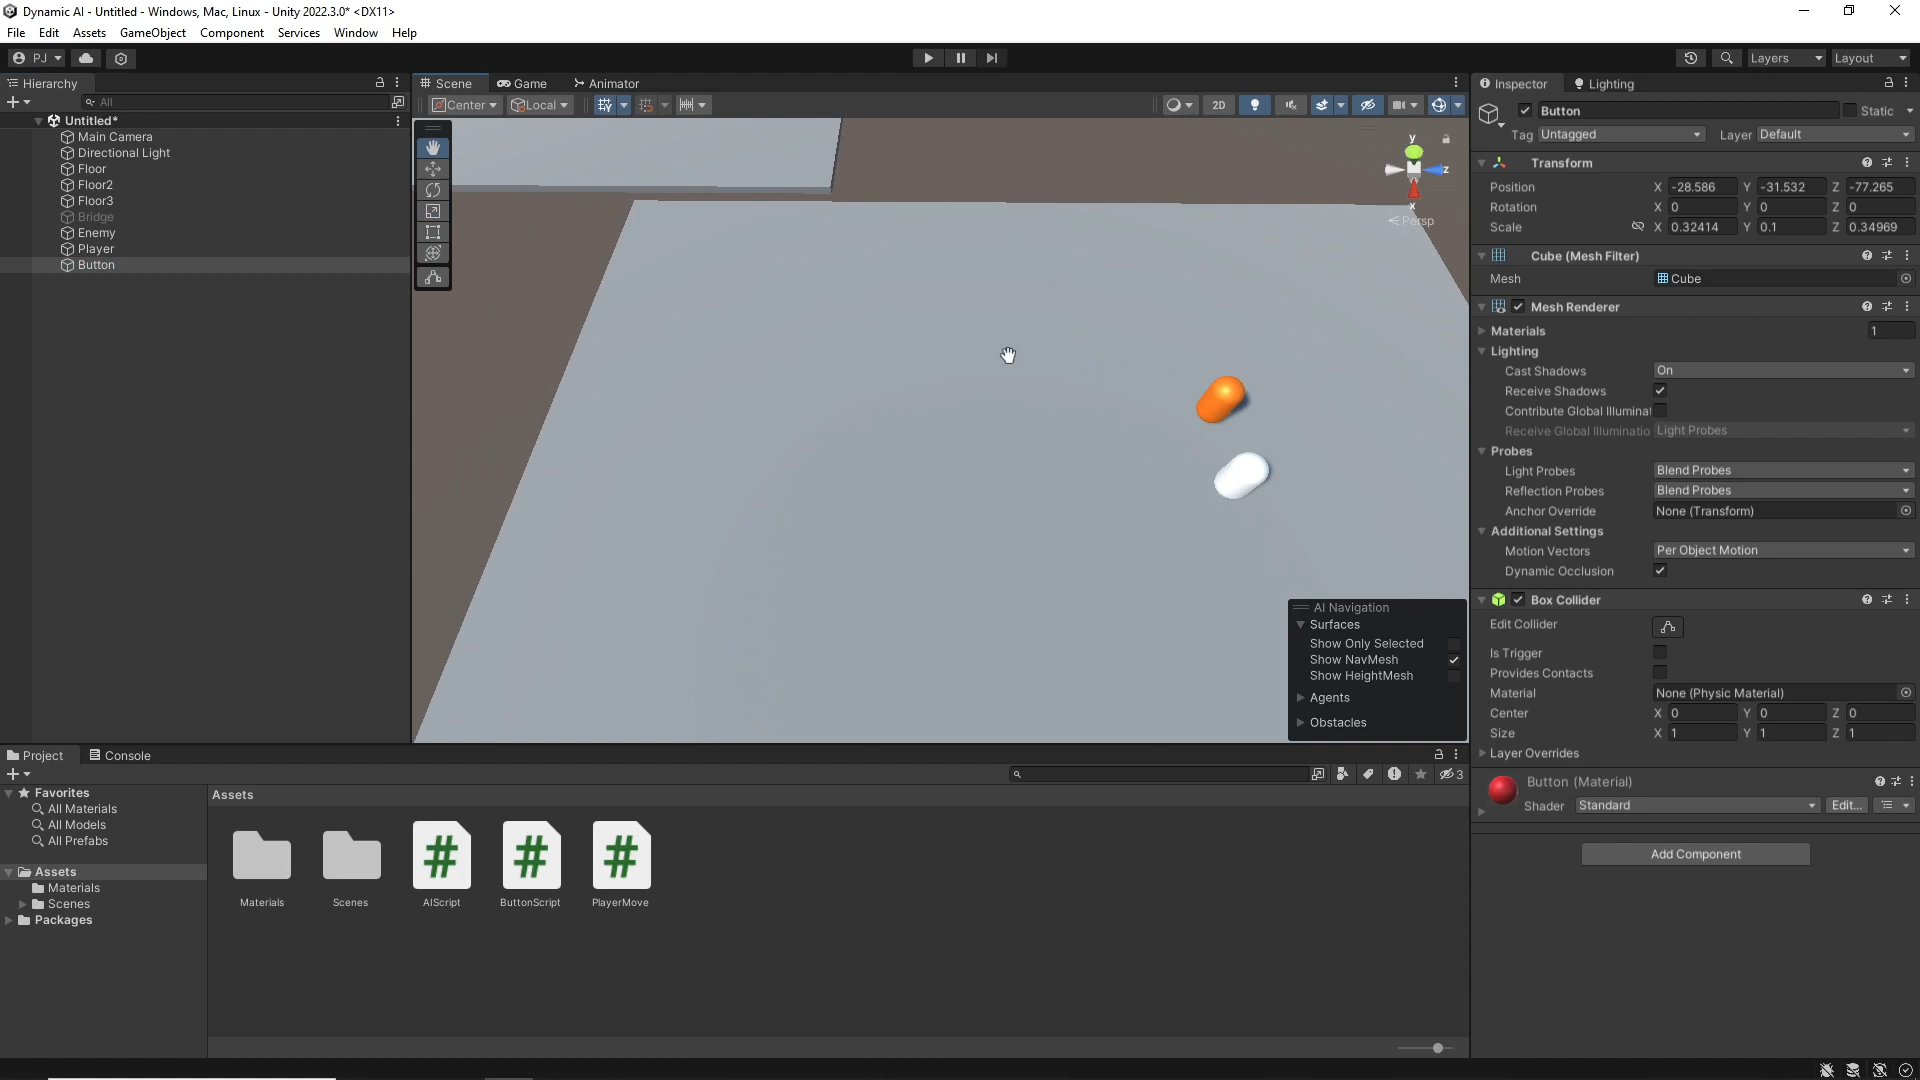 Dynamic AI - Untitled - Windows, Mac, Linux - Unity 2022.3.0* <DX11>
File Edit Assets GameObject Component Services Window Help
PJ
Layers
Layout
Hierarchy
All
Untitled*
Main Camera
Directional Light
Floor
Floor2
Floor3
Bridge
Enemy
Player
Button
Scene
Game
Animator
Center
Local
2D
y
z
x
Persp
AI Navigation
Surfaces
Show Only Selected
Show NavMesh
Show HeightMesh
Agents
Obstacles
Inspector
Lighting
Button
Static
Tag Untagged Layer Default
Transform
Position X -28.586 Y -31.532 Z -77.265
Rotation X 0 Y 0 Z 0
Scale X 0.32414 Y 0.1 Z 0.34969
Cube (Mesh Filter)
Mesh Cube
Mesh Renderer
Materials 1
Lighting
Cast Shadows On
Receive Shadows
Contribute Global Illuminat
Receive Global Illuminatio Light Probes
Probes
Light Probes Blend Probes
Reflection Probes Blend Probes
Anchor Override None (Transform)
Additional Settings
Motion Vectors Per Object Motion
Dynamic Occlusion
Box Collider
Edit Collider
Is Trigger
Provides Contacts
Material None (Physic Material)
Center X 0 Y 0 Z 0
Size X 1 Y 1 Z 1
Layer Overrides
Button (Material)
Shader Standard Edit...
Add Component
Project
Console
3
Favorites
All Materials
All Models
All Prefabs
Assets
Materials
Scenes
Packages
Assets
Materials
Scenes
AIScript
ButtonScript
PlayerMove